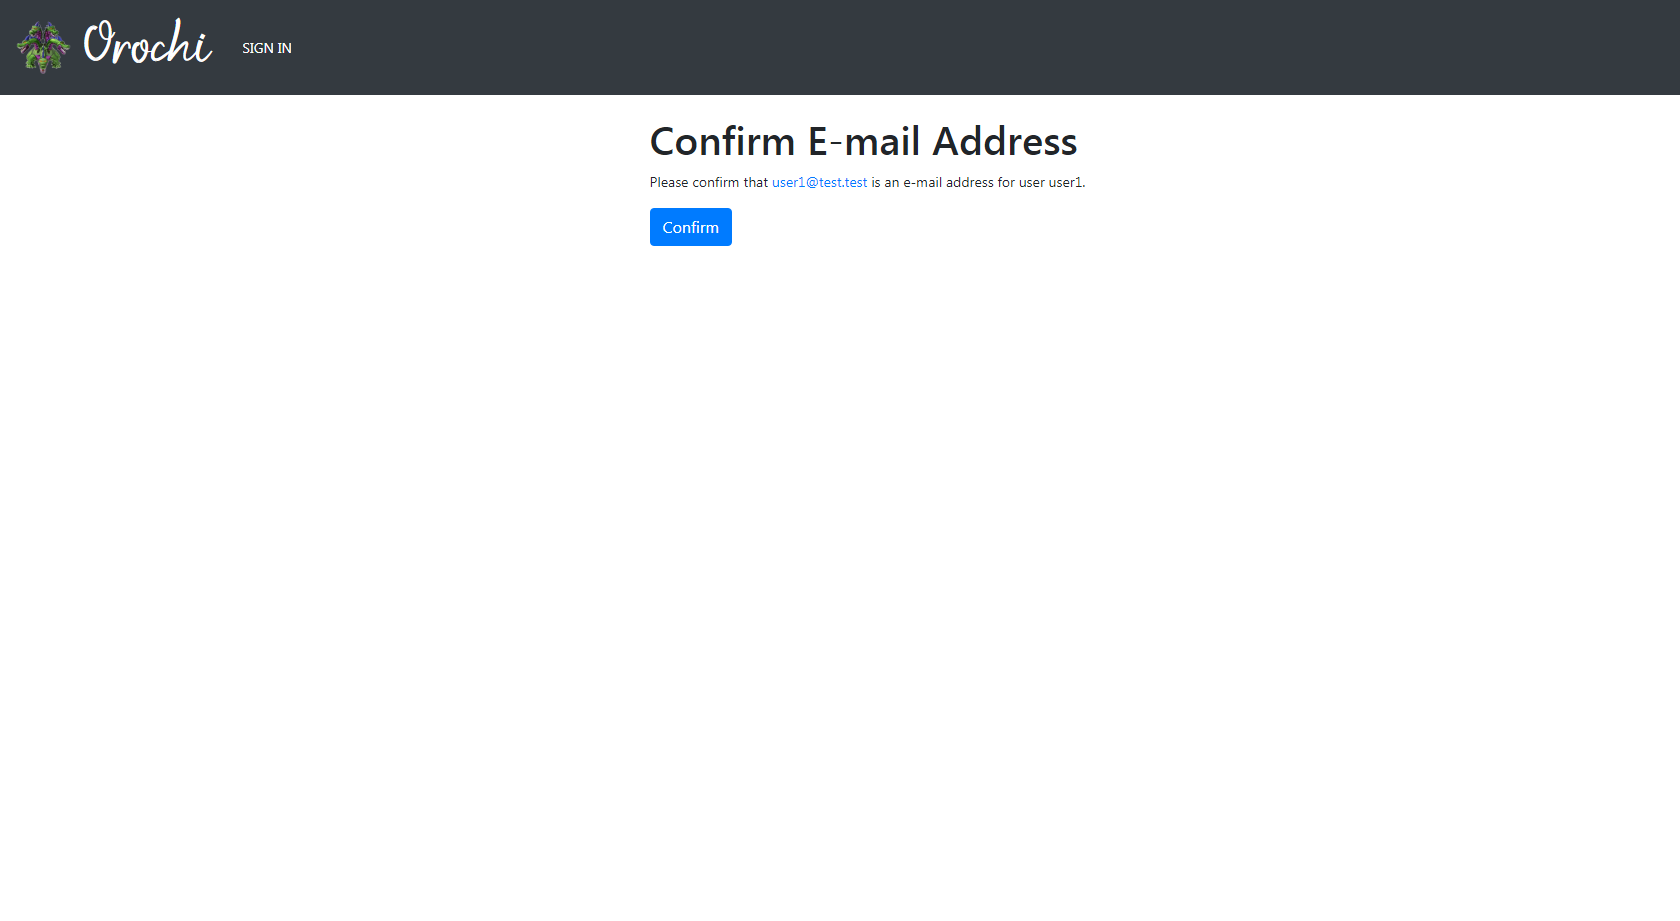 Orochi
SIGN IN
Confirm E-mail Address
Please confirm that user1@test.test is an e-mail address for user user1.
Confirm